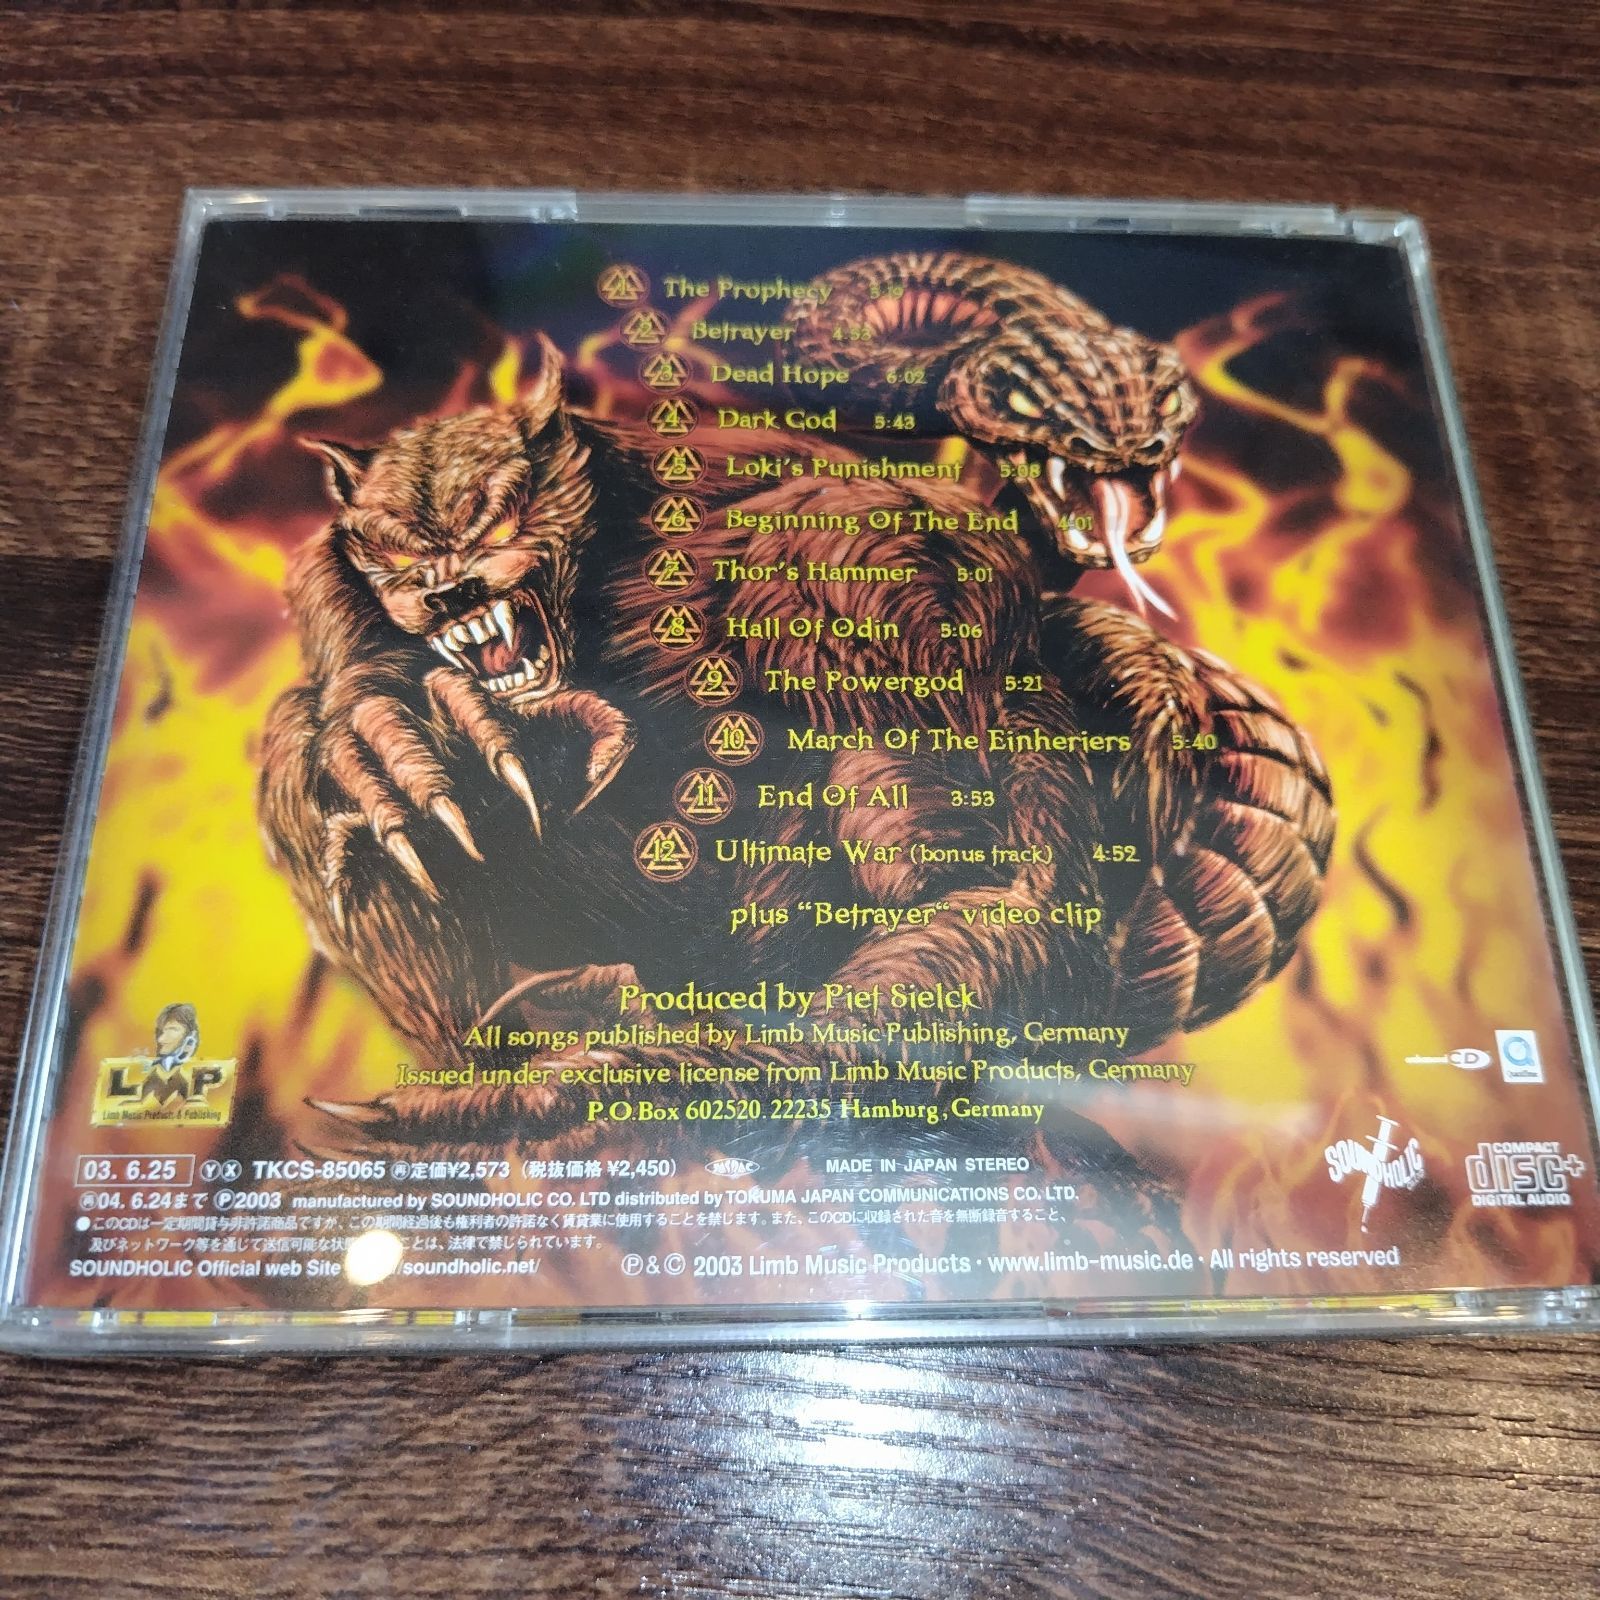 1 The Prophecy
2 Betrayer 4:53
3 Dead Hope 6:02
4 Dark God 5:43
5 Loki's Punishment 5:08
6 Beginning Of The End 4:01
7 Thor's Hammer 5:01
8 Hall Of Odin 5:06
9 The Powergod 5:21
10 March Of The Einheriers 5:40
11 End Of All 3:53
12 Ultimate War (bonus track) 4:52
plus “Betrayer“ video clip
Produced by Piet Sielck
All songs published by Limb Music Publishing, Germany
Issued under exclusive license from Limb Music Products, Germany
P.O.Box 602520. 22235 Hamburg, Germany
LMP
Limb Music Products & Publishing
enhanced CD
QuickTime
SOUNDHOLIC
COMPACT
disc+
DIGITAL AUDIO
03. 6.25 Ⓨ Ⓧ TKCS-85065 ㊢定価¥2,573 (税抜価格 ¥2,450) JASRAC MADE IN JAPAN STEREO
㊢04. 6.24まで Ⓟ2003 manufactured by SOUNDHOLIC CO. LTD distributed by TOKUMA JAPAN COMMUNICATIONS CO. LTD.
●このCDは一定期間貸与非許諾商品ですが、この期間経過後も権利者の許諾なく賃貸業に使用することを禁じます。また、このCDに収録された音を無断録音すること、
及びネットワーク等を通じて送信可能な状 ことは、法律で禁じられています。
SOUNDHOLIC Official web Site /soundholic.net/
Ⓟ & © 2003 Limb Music Products · www.limb-music.de · All rights reserved